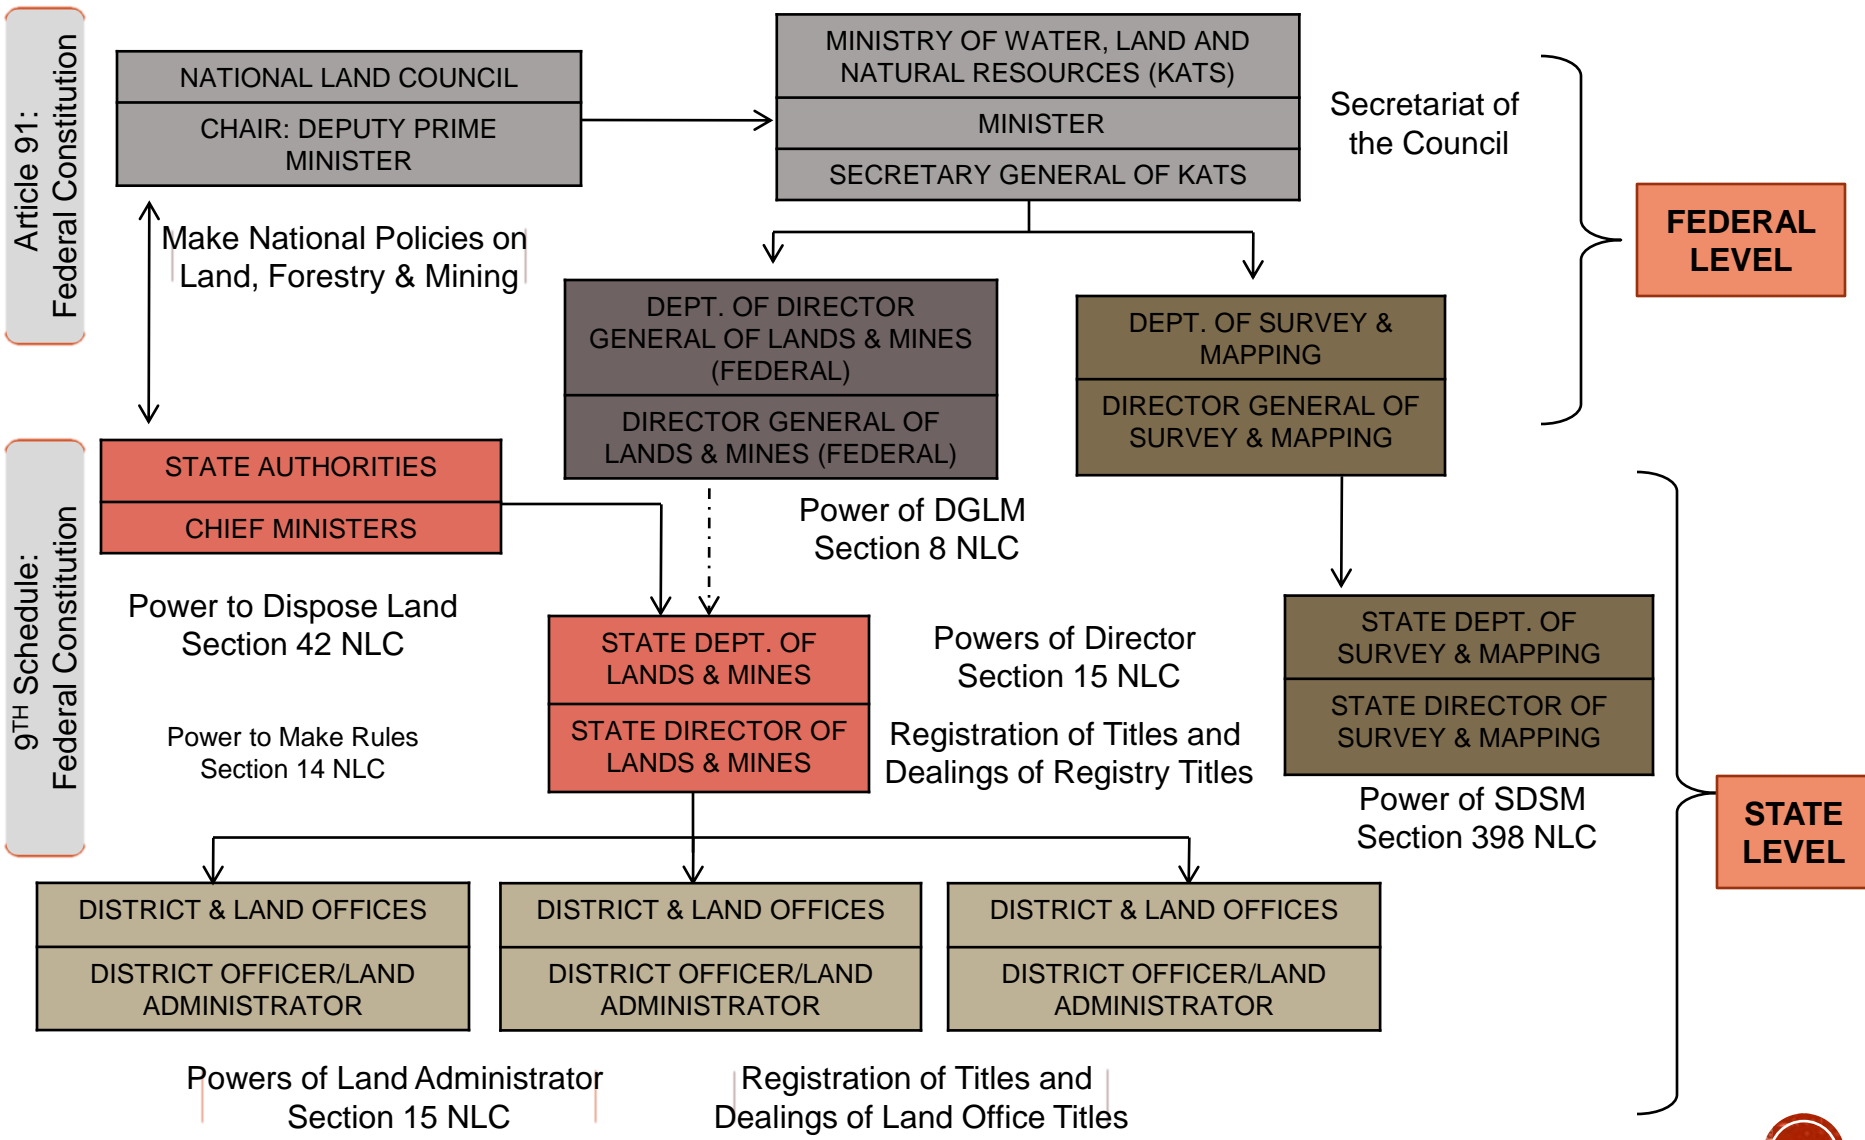 Article 91:
Federal Constitution
NATIONAL LAND COUNCIL
CHAIR: DEPUTY PRIME
MINISTER
MINISTRY OF WATER, LAND AND
NATURAL RESOURCES (KATS)
MINISTER
SECRETARY GENERAL OF KATS
Secretariat of
the Council
FEDERAL
LEVEL
Make National Policies on
Land, Forestry & Mining
DEPT. OF DIRECTOR
GENERAL OF LANDS & MINES
(FEDERAL)
DIRECTOR GENERAL OF
LANDS & MINES (FEDERAL)
DEPT. OF SURVEY &
MAPPING
DIRECTOR GENERAL OF
SURVEY & MAPPING
9TH Schedule:
Federal Constitution
STATE AUTHORITIES
CHIEF MINISTERS
Power of DGLM
Section 8 NLC
Power to Dispose Land
Section 42 NLC
Power to Make Rules
Section 14 NLC
STATE DEPT. OF
LANDS & MINES
STATE DIRECTOR OF
LANDS & MINES
Powers of Director
Section 15 NLC
Registration of Titles and
Dealings of Registry Titles
STATE DEPT. OF
SURVEY & MAPPING
STATE DIRECTOR OF
SURVEY & MAPPING
Power of SDSM
Section 398 NLC
STATE
LEVEL
DISTRICT & LAND OFFICES
DISTRICT OFFICER/LAND
ADMINISTRATOR
DISTRICT & LAND OFFICES
DISTRICT OFFICER/LAND
ADMINISTRATOR
DISTRICT & LAND OFFICES
DISTRICT OFFICER/LAND
ADMINISTRATOR
Powers of Land Administrator
Section 15 NLC
Registration of Titles and
Dealings of Land Office Titles